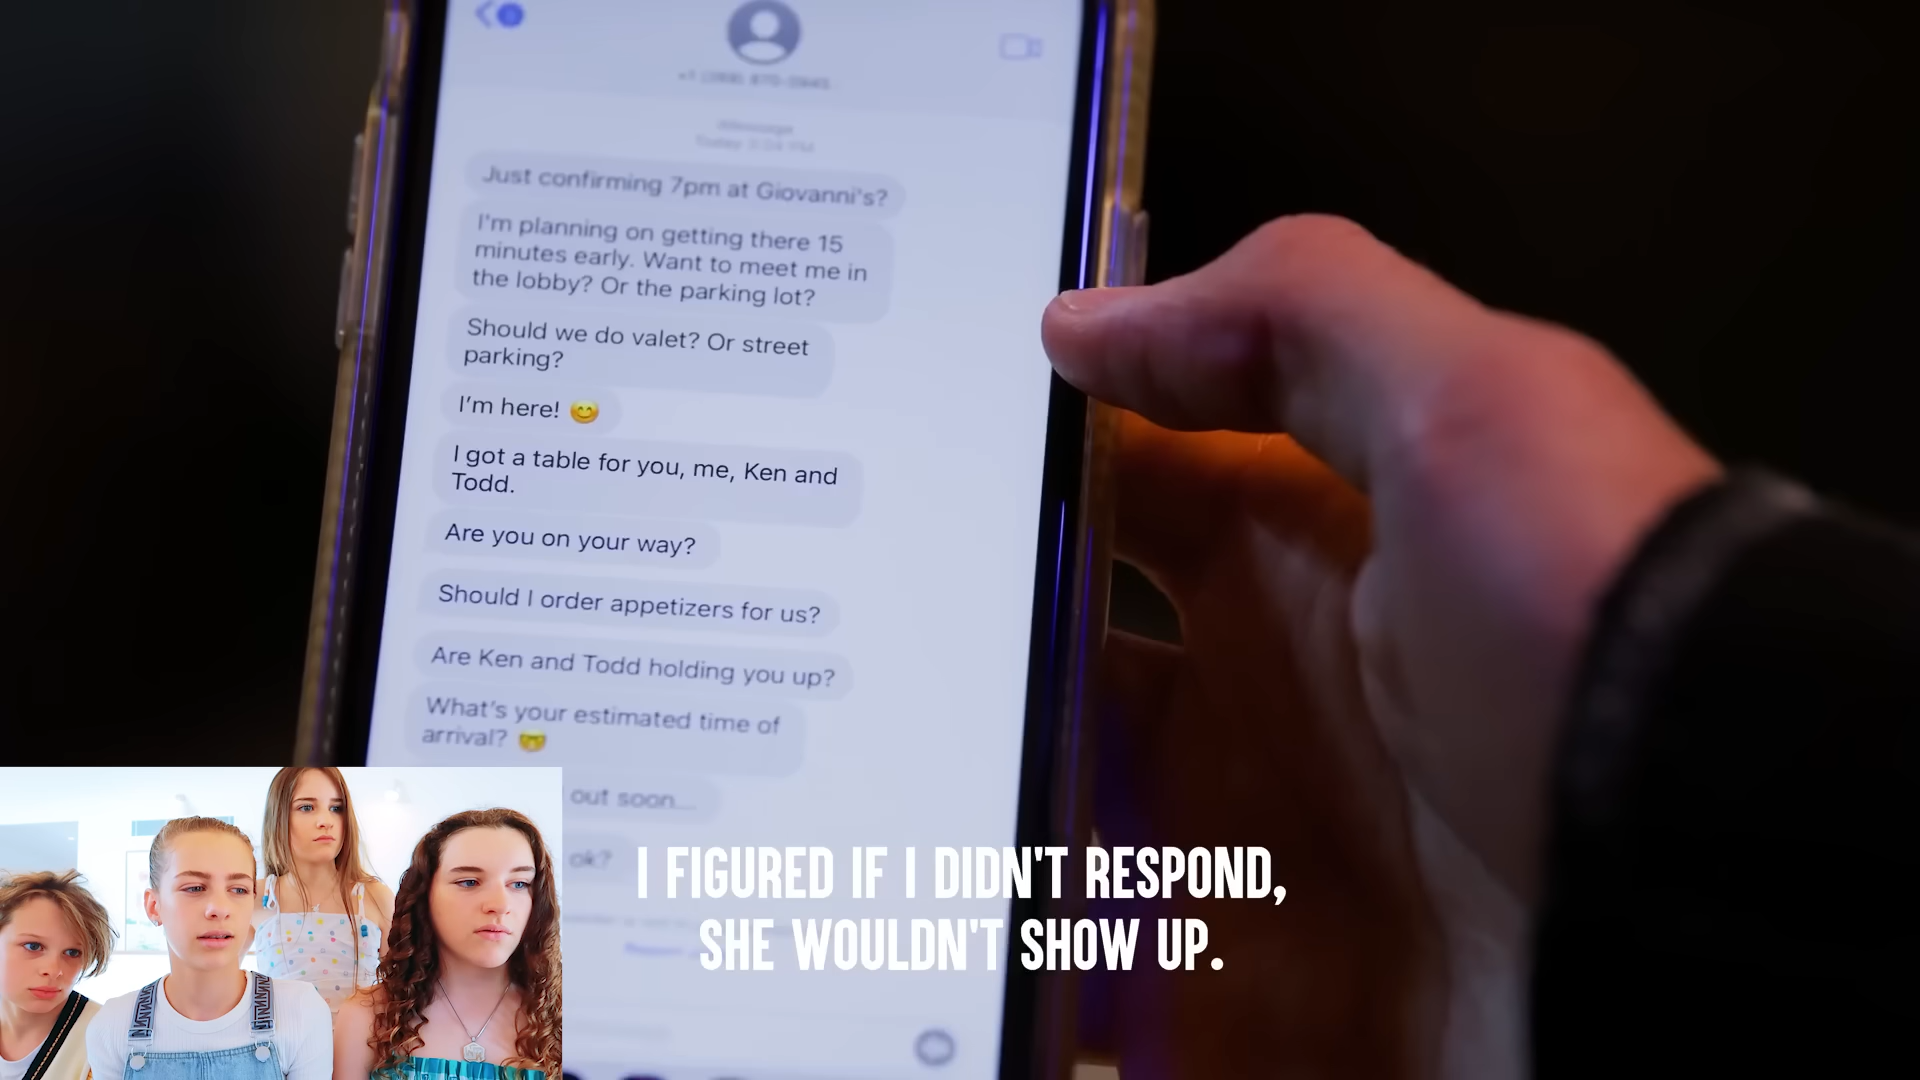 Just confirming 7pm at Giovanni's?
I'm planning on getting there 15
minutes early. Want to meet me in
the lobby? Or the parking lot?
Should we do valet? Or street
parking?
I'm here! 😊
I got a table for you, me, Ken and
Todd.
Are you on your way?
Should I order appetizers for us?
Are Ken and Todd holding you up?
What's your estimated time of
arrival? 🤓
out soon...
ok?
I FIGURED IF I DIDN'T RESPOND,
SHE WOULDN'T SHOW UP.